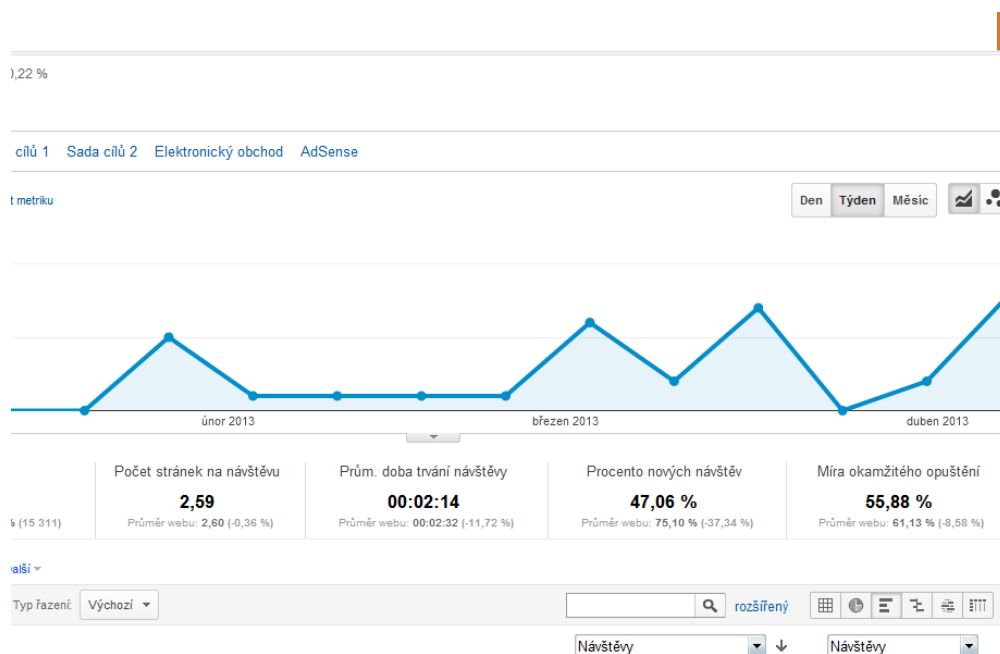 0,22 %
cílů 1 Sada cílů 2 Elektronický obchod AdSense
t metriku
Den Týden Měsíc
únor 2013 březen 2013 duben 2013
Počet stránek na návštěvu Prům. doba trvání návštěvy Procento nových návštěv Míra okamžitého opuštění
2,59 00:02:14 47,06 % 55,88 %
% (15 311) Průměr webu: 2,60 (-0,36 %) Průměr webu: 00:02:32 (-11,72 %) Průměr webu: 75,10 % (-37,34 %) Průměr webu: 61,13 % (-8,58 %)
alší
Typ řazení: Výchozí rozšířený
Návštěvy Návštěvy